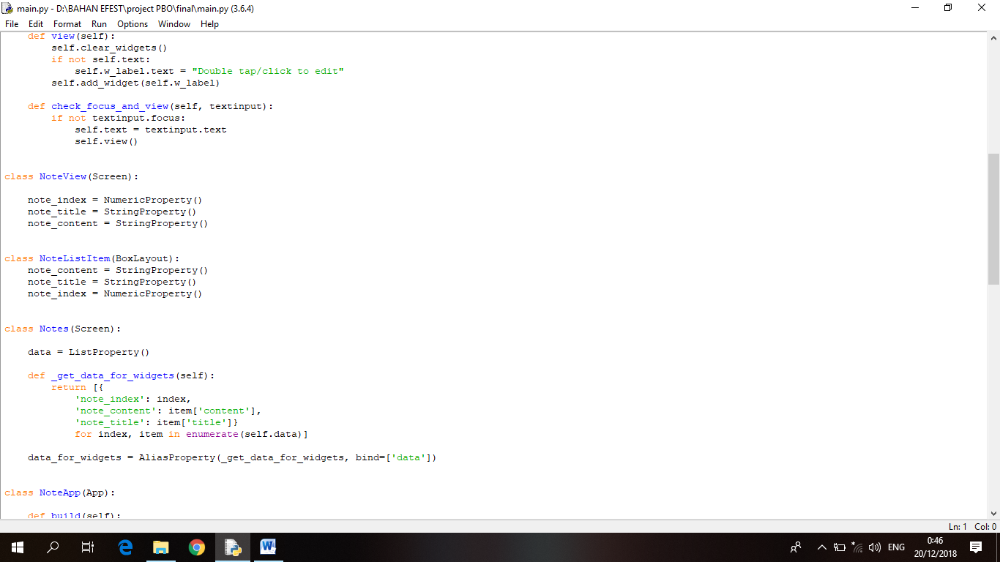 main.py - D:\BAHAN EFEST\project PBO\final\main.py (3.6.4)
File Edit Format Run Options Window Help
    def view(self):
        self.clear_widgets()
        if not self.text:
            self.w_label.text = "Double tap/click to edit"
        self.add_widget(self.w_label)

    def check_focus_and_view(self, textinput):
        if not textinput.focus:
            self.text = textinput.text
            self.view()


class NoteView(Screen):

    note_index = NumericProperty()
    note_title = StringProperty()
    note_content = StringProperty()


class NoteListItem(BoxLayout):
    note_content = StringProperty()
    note_title = StringProperty()
    note_index = NumericProperty()


class Notes(Screen):

    data = ListProperty()

    def _get_data_for_widgets(self):
        return [{
            'note_index': index,
            'note_content': item['content'],
            'note_title': item['title']}
            for index, item in enumerate(self.data)]

    data_for_widgets = AliasProperty(_get_data_for_widgets, bind=['data'])


class NoteApp(App):

    def build(self):
Ln: 1 Col: 0
ENG
0:46
20/12/2018